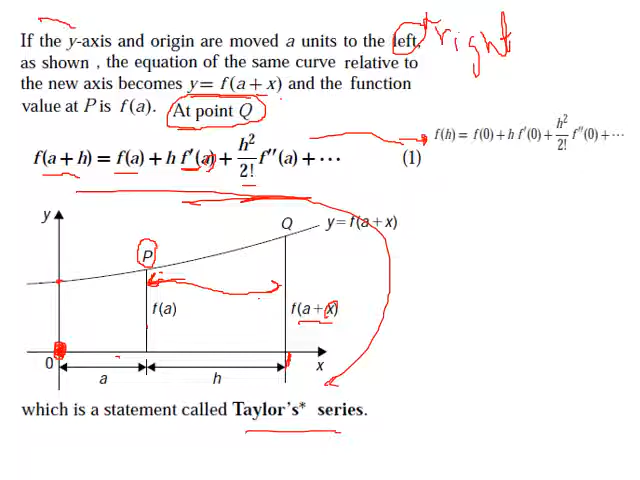 If the y-axis and origin are moved a units to the left, right
as shown , the equation of the same curve relative to
the new axis becomes y= f(a+x) and the function
value at P is f(a). At point Q
f(h) = f(0)+h f'(0)+ h²/2! f''(0)+⋯
f(a+h) = f(a)+h f'(a)+ h²/2! f''(a)+⋯ (1)
y
Q y=f(a+x)
P
f(a) f(a+x)
0 x
a h
which is a statement called Taylor's* series.